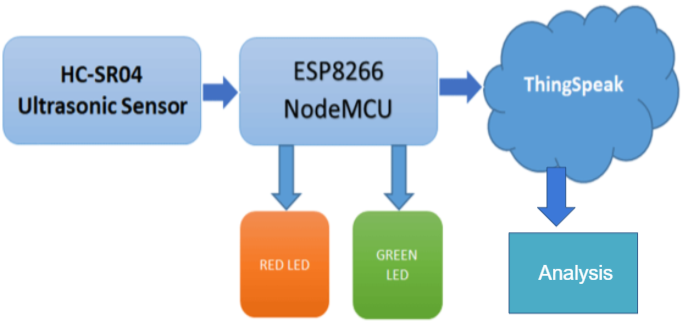 HC-SR04
Ultrasonic Sensor
ESP8266
NodeMCU
ThingSpeak
RED LED
GREEN
LED
Analysis